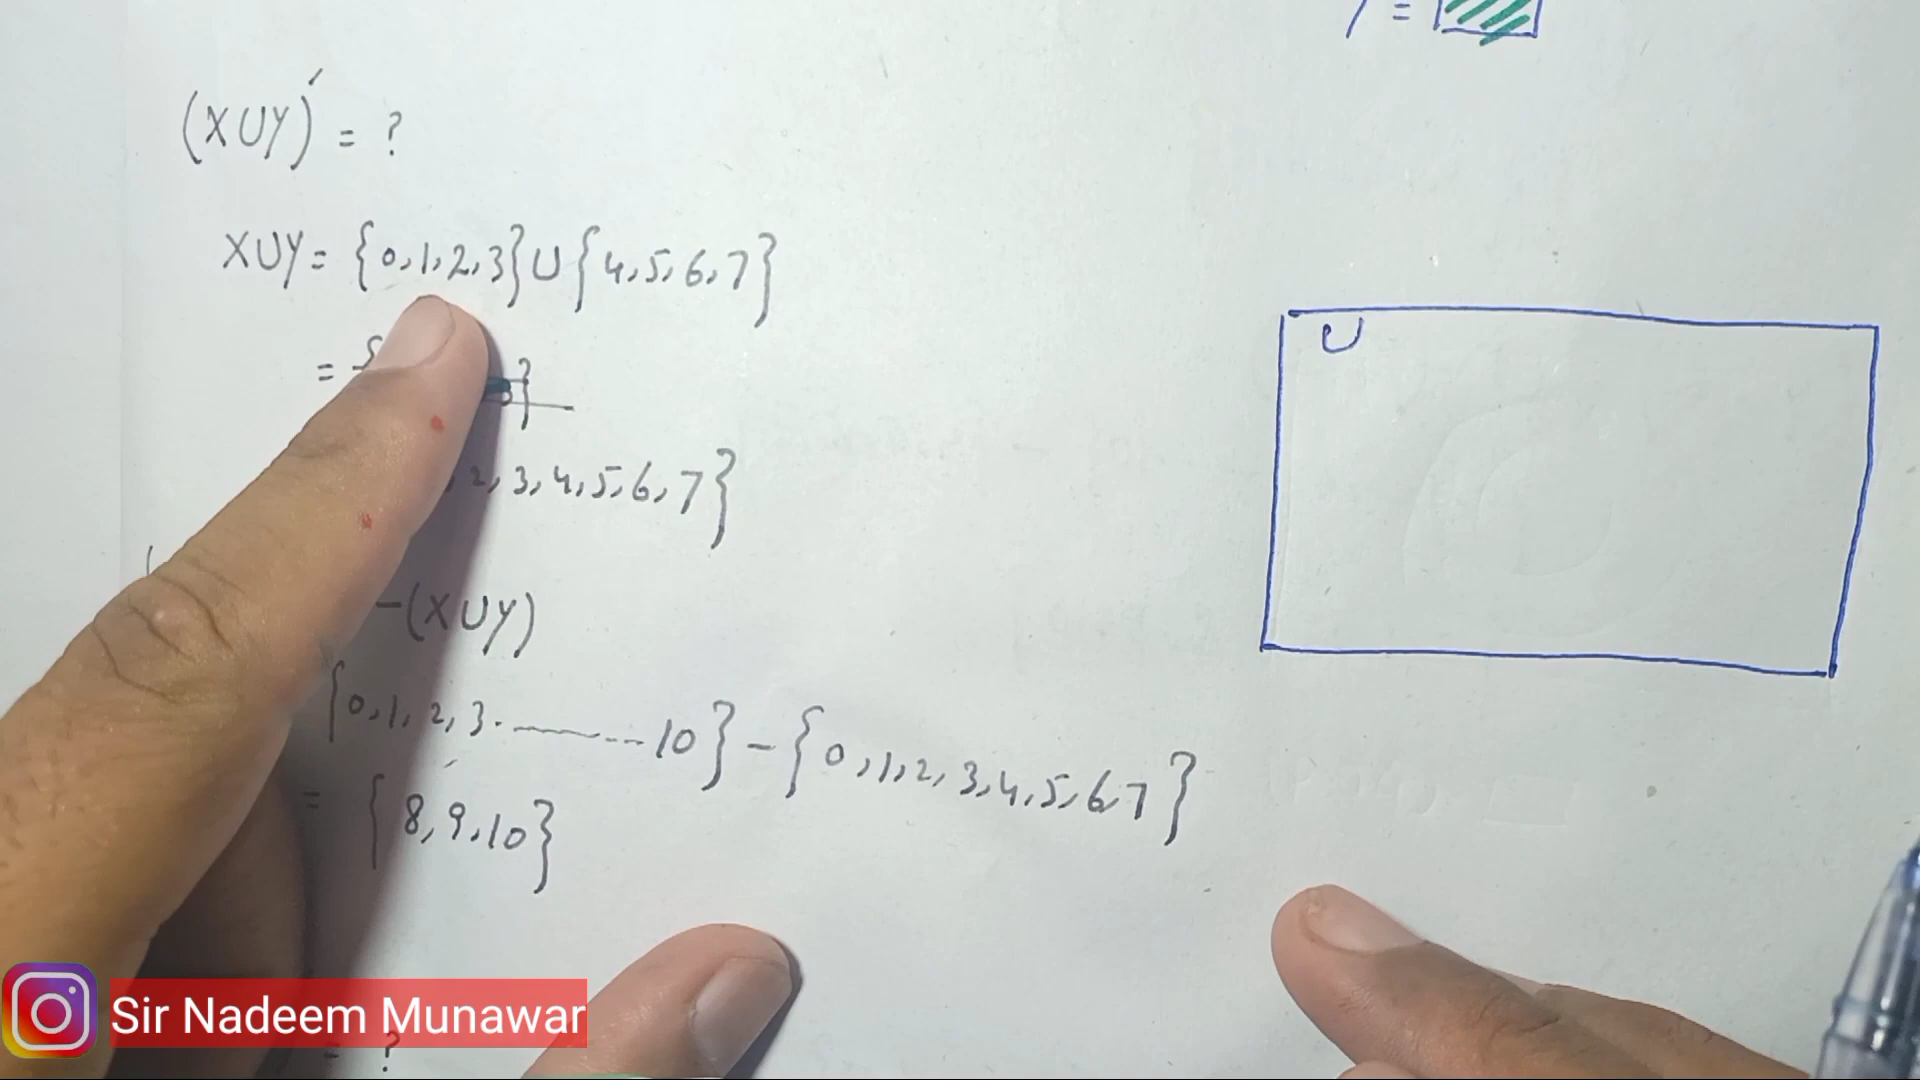 (XUY)′ = ?
XUY = {0,1,2,3} U {4,5,6,7}
= }
2, 3, 4, 5, 6, 7}
-(XUY)
{0, 1, 2, 3 ------- 10} - {0, 1, 2, 3, 4, 5, 6, 7}
= {8, 9, 10}
= ?
U
=
Sir Nadeem Munawar